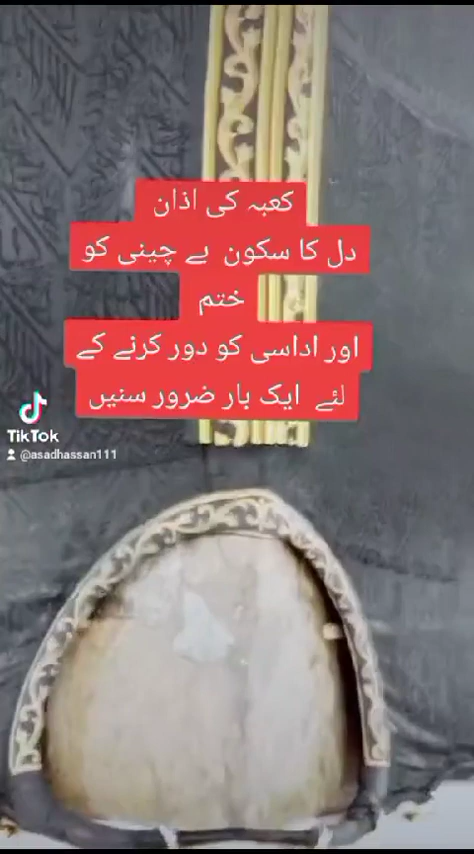 کعبہ کی اذان
دل کا سکون بے چینی کو
ختم
اور اداسی کو دور کرنے کے
لئے ایک بار ضرور سنیں
TikTok
@asadhassan111